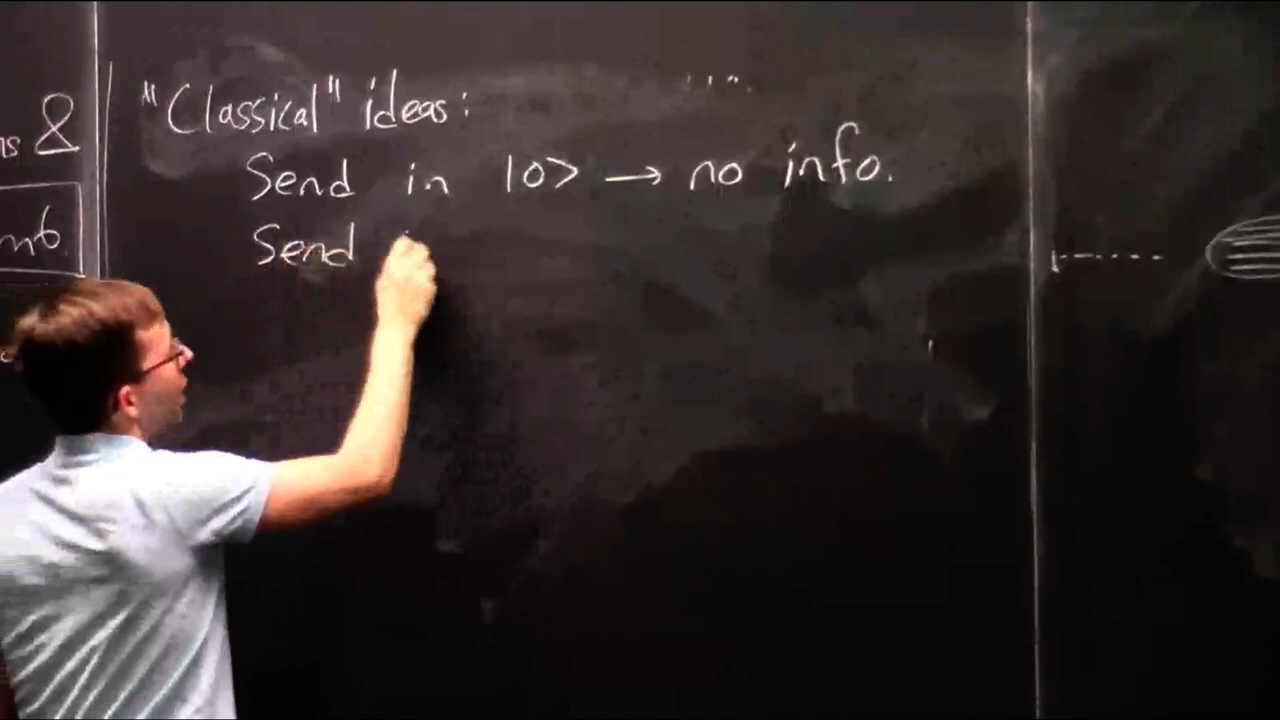 "Classical" ideas:
&
Send in |0> → no info.
Send